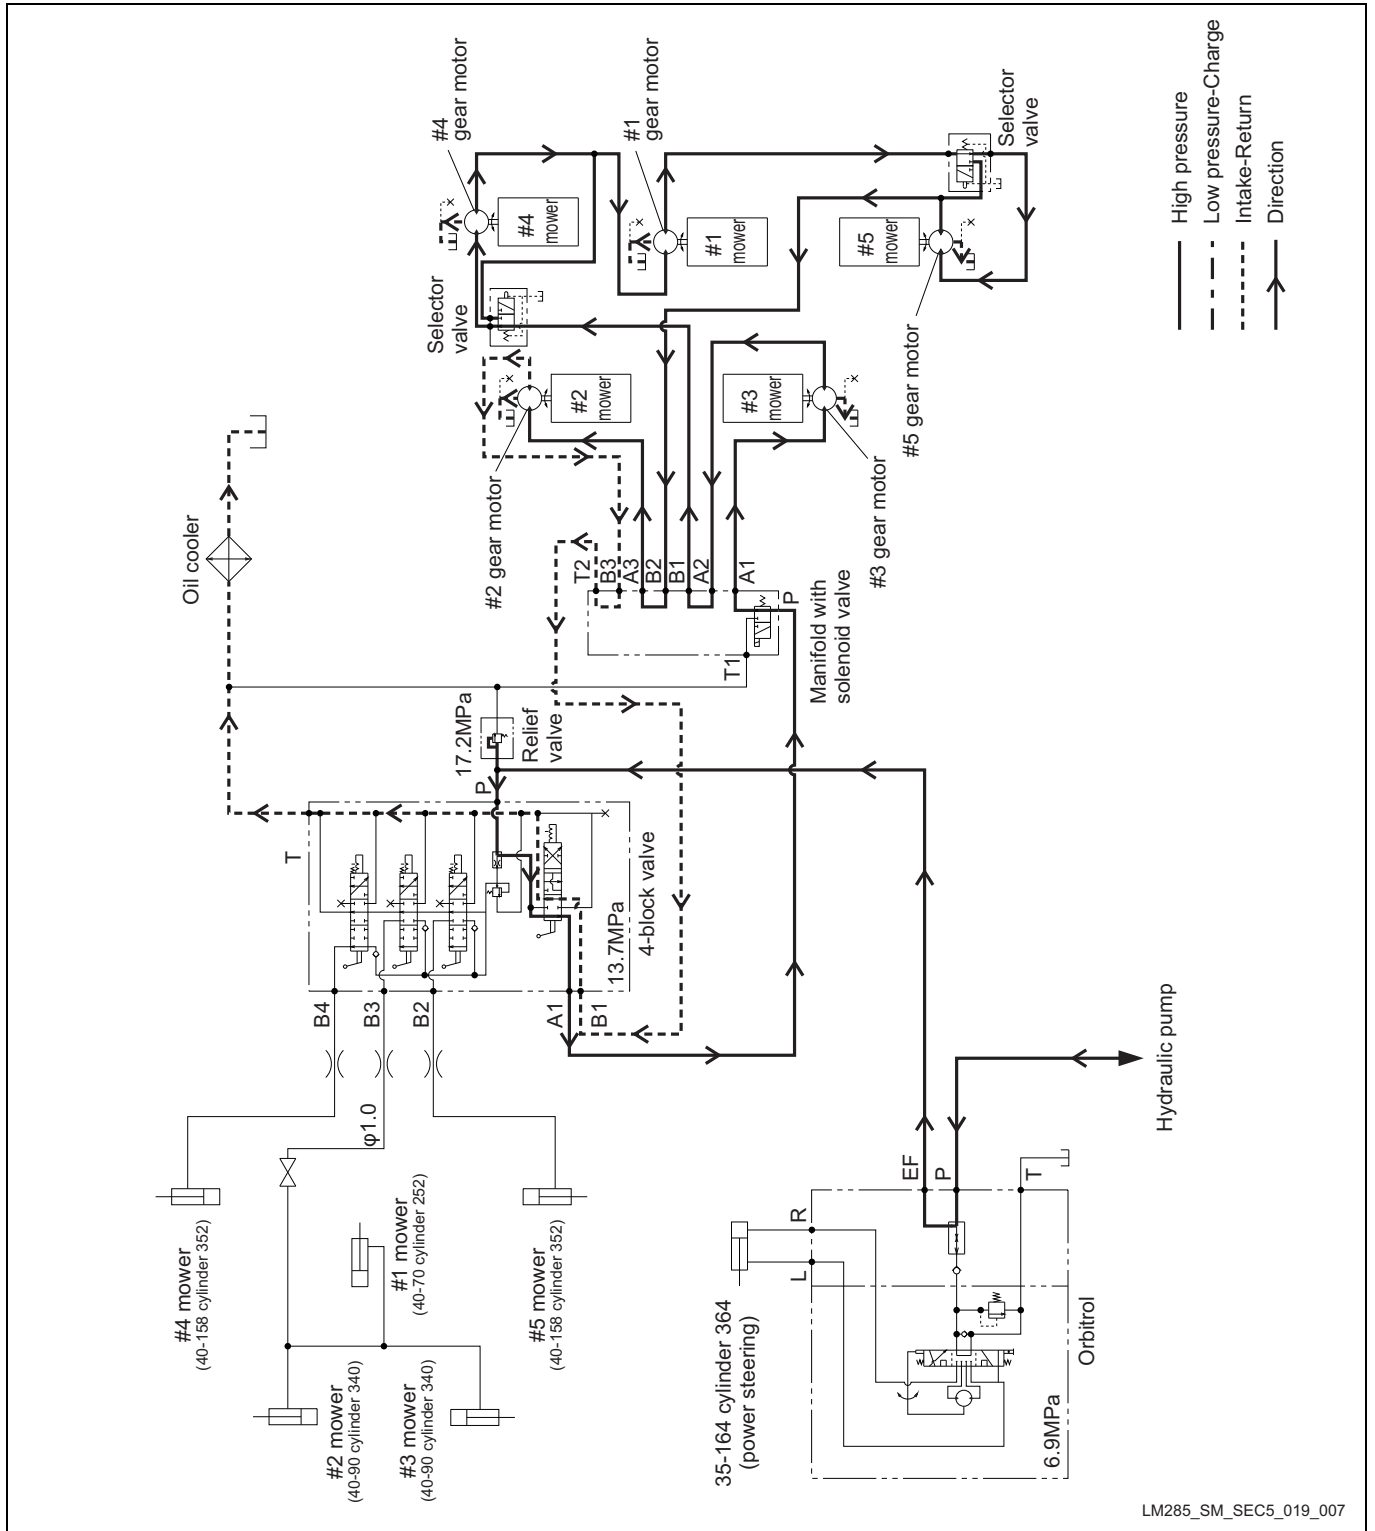 #4
gear motor
#1
gear motor
Selector
valve
High pressure
Low pressure-Charge
Intake-Return
Direction
#4
mower
#1
mower
#5
mower
Selector
valve
#5 gear motor
#2
mower
#3
mower
#2 gear motor
#3 gear motor
Oil cooler
T2
B3
A3
B2
B1
A2
A1
P
T1
Manifold with
solenoid valve
17.2MPa
Relief
valve
P
T
13.7MPa
4-block valve
B4
B3
B2
A1
B1
φ1.0
#4 mower
(40-158 cylinder 352)
#1 mower
(40-70 cylinder 252)
#5 mower
(40-158 cylinder 352)
#2 mower
(40-90 cylinder 340)
#3 mower
(40-90 cylinder 340)
Hydraulic pump
EF
P
T
R
L
35-164 cylinder 364
(power steering)
Orbitrol
6.9MPa
LM285_SM_SEC5_019_007